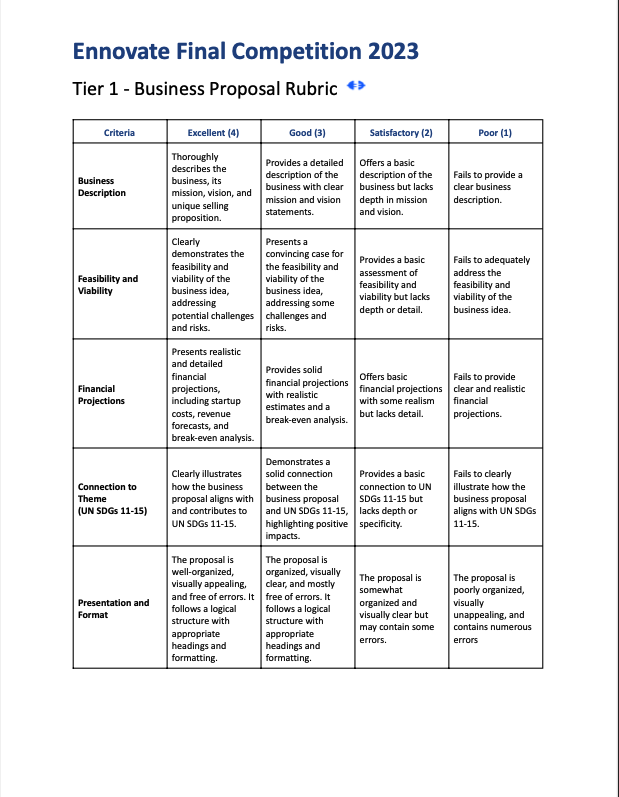 Ennovate Final Competition 2023
Tier 1 - Business Proposal Rubric
Criteria
Excellent (4)
Good (3)
Satisfactory (2)
Poor (1)
Business
Description
Thoroughly
describes the
business, its
mission, vision, and
unique selling
proposition.
Provides a detailed
description of the
business with clear
mission and vision
statements.
Offers a basic
description of the
business but lacks
depth in mission
and vision.
Fails to provide a
clear business
description.
Feasibility and
Viability
Clearly
demonstrates the
feasibility and
viability of the
business idea,
addressing
potential challenges
and risks.
Presents a
convincing case for
the feasibility and
viability of the
business idea,
addressing some
challenges and
risks.
Provides a basic
assessment of
feasibility and
viability but lacks
depth or detail.
Fails to adequately
address the
feasibility and
viability of the
business idea.
Financial
Projections
Presents realistic
and detailed
financial
projections,
including startup
costs, revenue
forecasts, and
break-even analysis.
Provides solid
financial projections
with realistic
estimates and a
break-even analysis.
Offers basic
financial projections
with some realism
but lacks detail.
Fails to provide
clear and realistic
financial
projections.
Connection to
Theme
(UN SDGs 11-15)
Clearly illustrates
how the business
proposal aligns with
and contributes to
UN SDGs 11-15.
Demonstrates a
solid connection
between the
business proposal
and UN SDGs 11-15,
highlighting positive
impacts.
Provides a basic
connection to UN
SDGs 11-15 but
lacks depth or
specificity.
Fails to clearly
illustrate how the
business proposal
aligns with UN SDGs
11-15.
Presentation and
Format
The proposal is
well-organized,
visually appealing,
and free of errors. It
follows a logical
structure with
appropriate
headings and
formatting.
The proposal is
organized, visually
clear, and mostly
free of errors. It
follows a logical
structure with
appropriate
headings and
formatting.
The proposal is
somewhat
organized and
visually clear but
may contain some
errors.
The proposal is
poorly organized,
visually
unappealing, and
contains numerous
errors